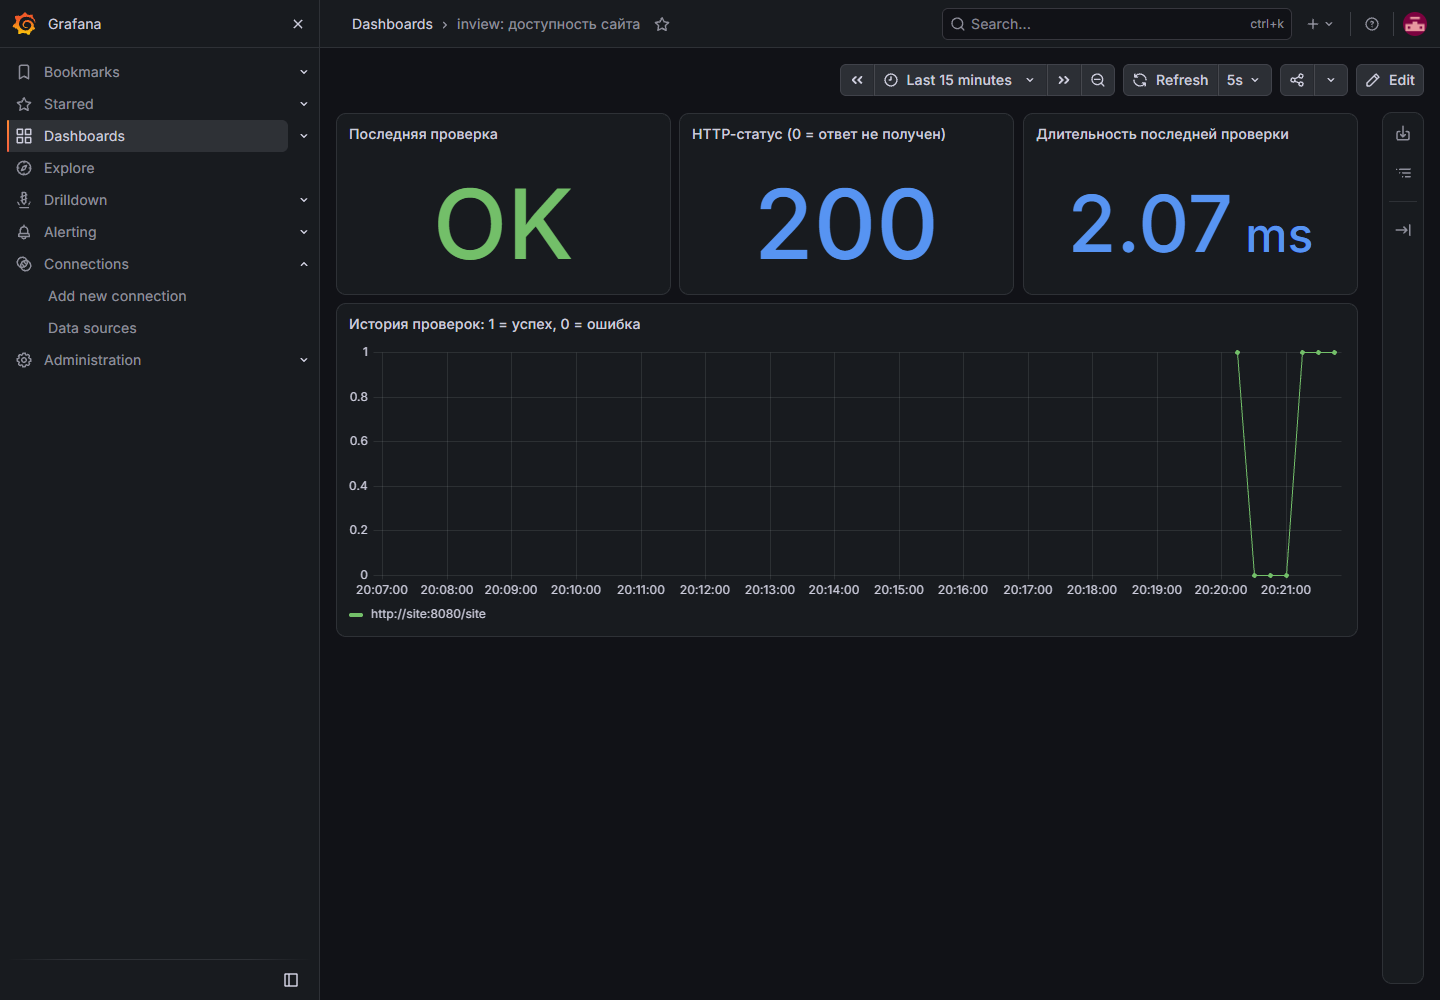 Grafana
Dashboards › inview: доступность сайта
Search...
ctrl+k
Bookmarks
Starred
Dashboards
Explore
Drilldown
Alerting
Connections
Add new connection
Data sources
Administration
Last 15 minutes
Refresh
5s
Edit
Последняя проверка
OK
HTTP-статус (0 = ответ не получен)
200
Длительность последней проверки
2.07 ms
История проверок: 1 = успех, 0 = ошибка
1
0.8
0.6
0.4
0.2
0
20:07:00 20:08:00 20:09:00 20:10:00 20:11:00 20:12:00 20:13:00 20:14:00 20:15:00 20:16:00 20:17:00 20:18:00 20:19:00 20:20:00 20:21:00
http://site:8080/site